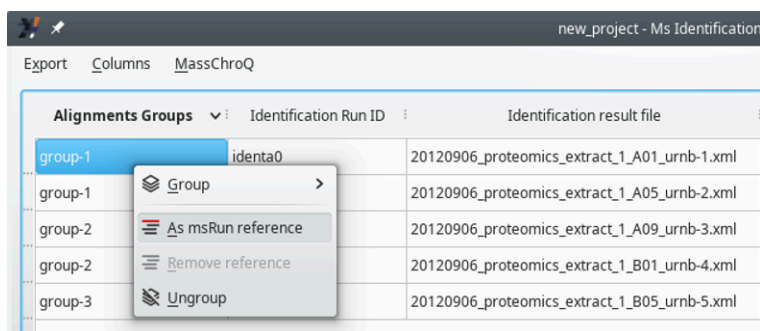 new_project - Ms Identification
Export Columns MassChroQ
Alignments Groups Identification Run ID Identification result file
group-1 identa0 20120906_proteomics_extract_1_A01_urnb-1.xml
group-1 Group 20120906_proteomics_extract_1_A05_urnb-2.xml
group-2 As msRun reference 20120906_proteomics_extract_1_A09_urnb-3.xml
group-2 Remove reference 20120906_proteomics_extract_1_B01_urnb-4.xml
group-3 Ungroup 20120906_proteomics_extract_1_B05_urnb-5.xml